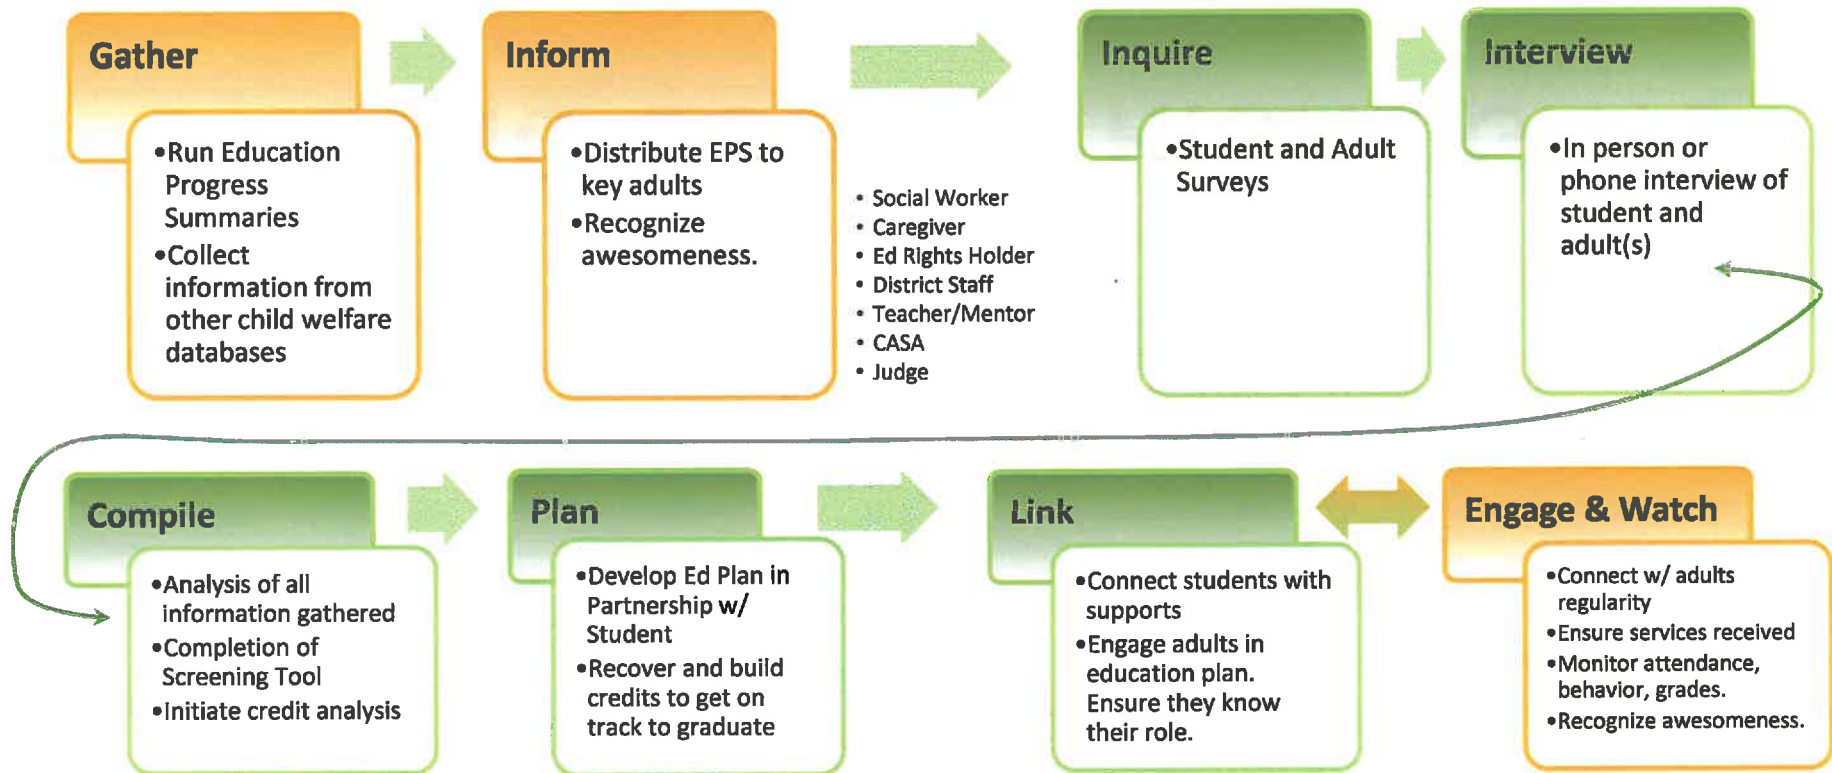 Gather
•Run Education
Progress
Summaries
•Collect
information from
other child welfare
databases
Inform
•Distribute EPS to
key adults
•Recognize
awesomeness.
• Social Worker
• Caregiver
• Ed Rights Holder
• District Staff
• Teacher/Mentor
• CASA
• Judge
Inquire
•Student and Adult
Surveys
Interview
•In person or
phone interview of
student and
adult(s)
Compile
•Analysis of all
information gathered
•Completion of
Screening Tool
•Initiate credit analysis
Plan
•Develop Ed Plan in
Partnership w/
Student
•Recover and build
credits to get on
track to graduate
Link
•Connect students with
supports
•Engage adults in
education plan.
Ensure they know
their role.
Engage & Watch
•Connect w/ adults
regularity
•Ensure services received
•Monitor attendance,
behavior, grades.
•Recognize awesomeness.